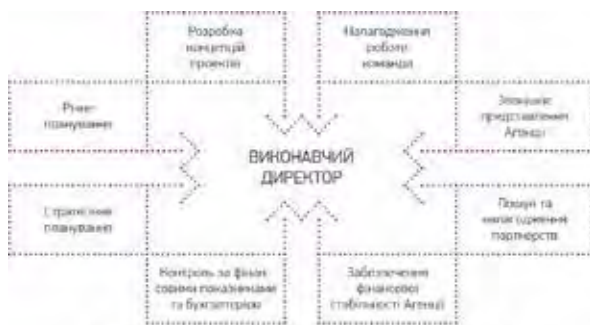 Розробка
концепцій
проектів
Налагодження
роботи
команди
Річне
планування
Зовнішнє
представлення
Агенції
ВИКОНАВЧИЙ
ДИРЕКТОР
Стратегічне
планування
Пошук та
налагодження
партнерств
Контроль за фінан-
совими показниками
та бухгалтерією
Забезпечення
фінансової
стабільності Агенції